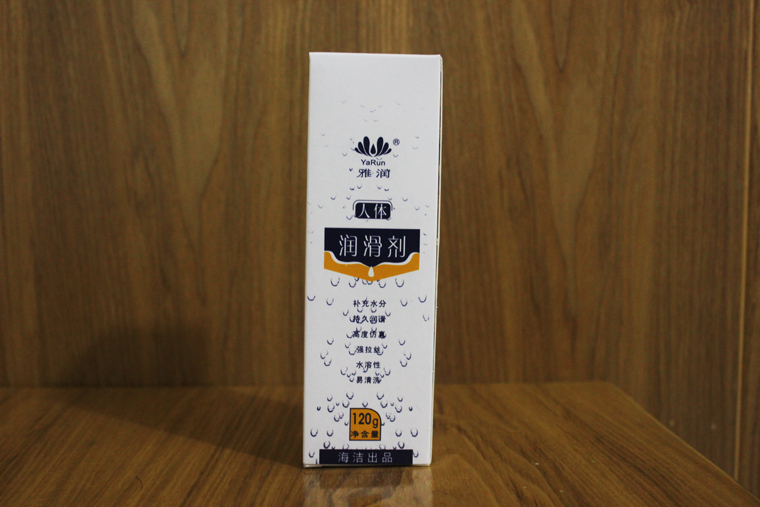 ®
YaRun
雅润
人体
润滑剂
补充水分
持久润滑
高度仿真
强拉丝
水溶性
易清洗
120g
净含量
海洁出品